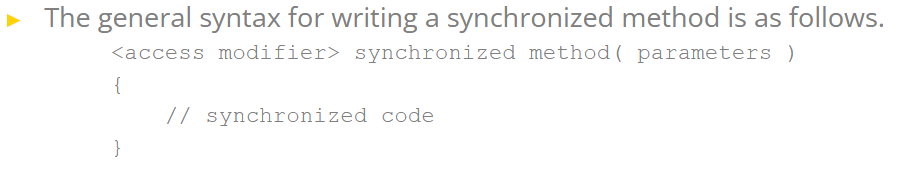 The general syntax for writing a synchronized method is as follows.
<access modifier> synchronized method( parameters )
{
// synchronized code
}